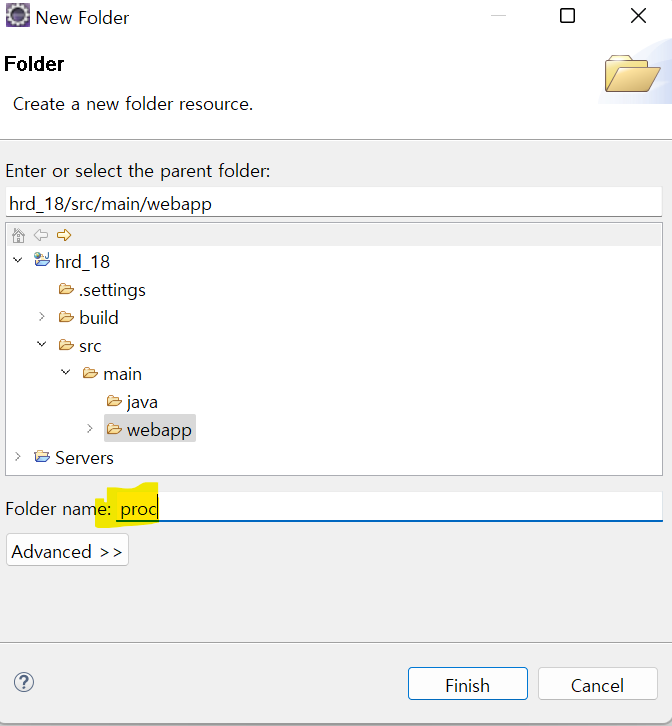 New Folder
Folder
Create a new folder resource.
Enter or select the parent folder:
hrd_18/src/main/webapp
hrd_18
.settings
build
src
main
java
webapp
Servers
Folder name: proc
Advanced >>
Finish
Cancel